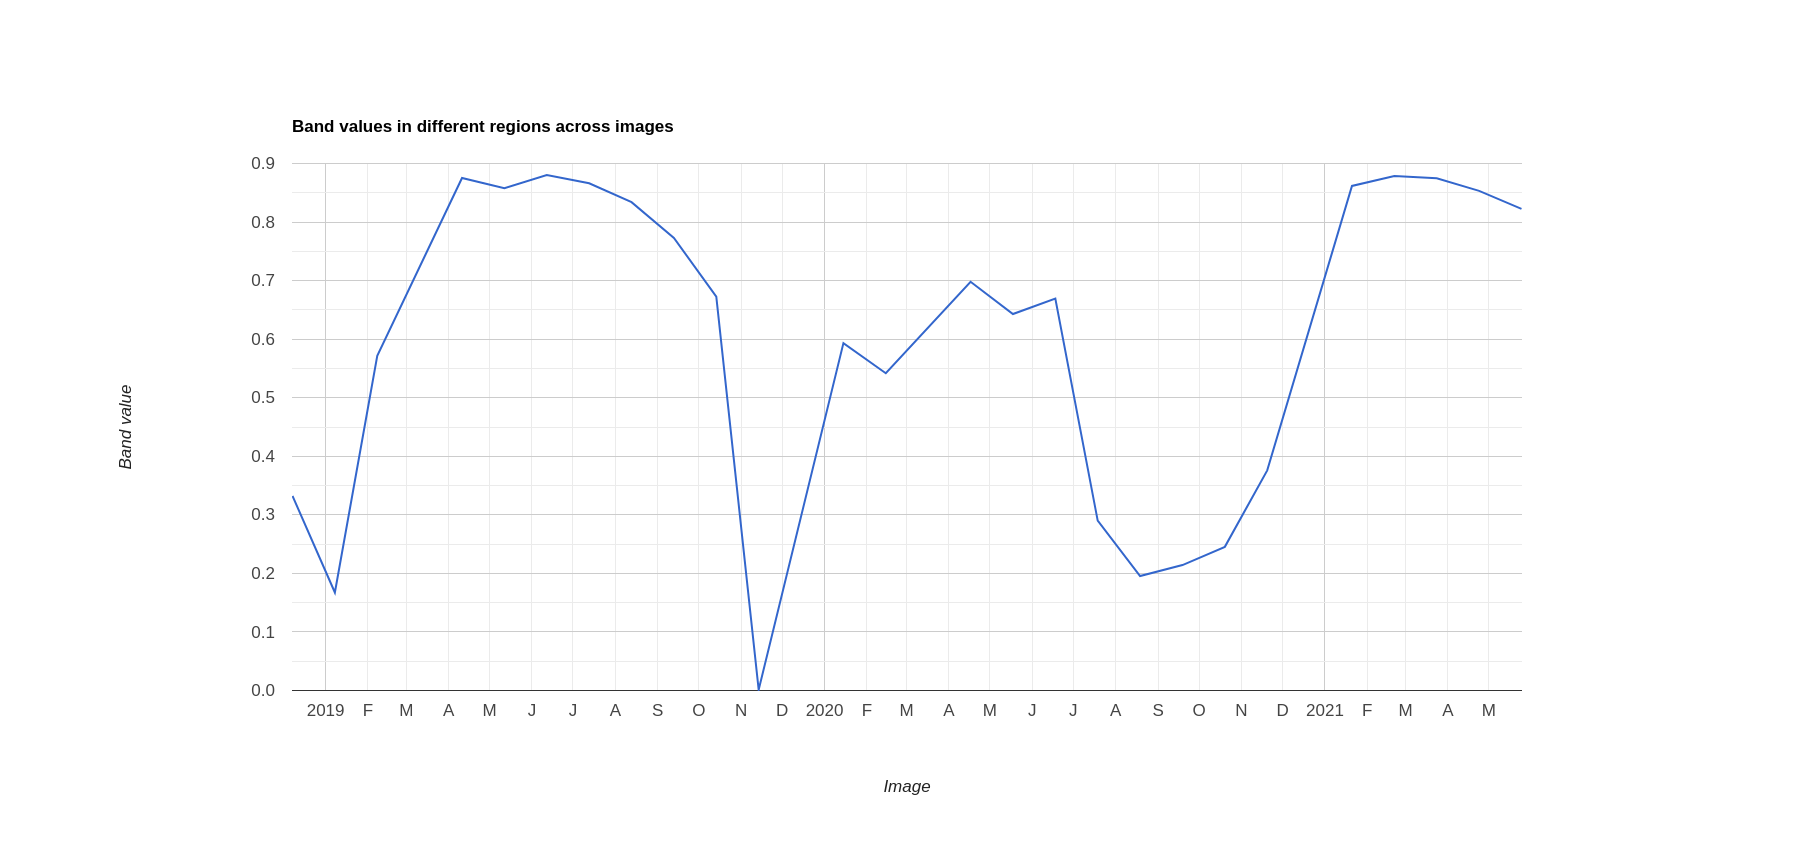 Band values in different regions across images
0.9
0.8
0.7
0.6
0.5
0.4
0.3
0.2
0.1
0.0
Band value
2019 F M A M J J A S O N D 2020 F M A M J J A S O N D 2021 F M A M
Image